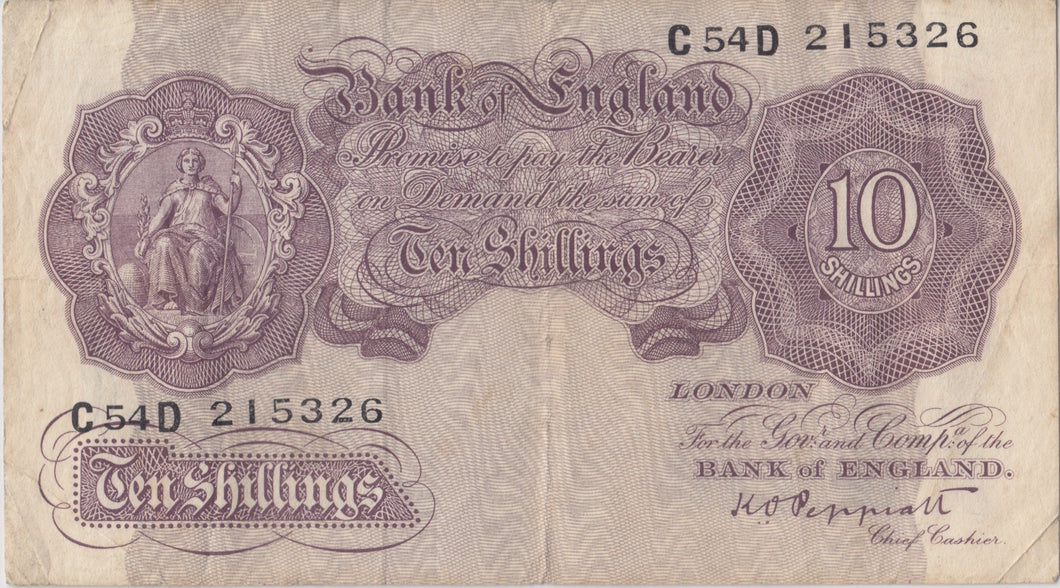 C54D 215326
Bank of England
Promise to pay the Bearer
on Demand the sum of
Ten Shillings
10
SHILLINGS
C54D 215326
Ten Shillings
LONDON
For the Govr. and Compa. of the
BANK of ENGLAND.
K.O. Peppiatt
Chief Cashier.